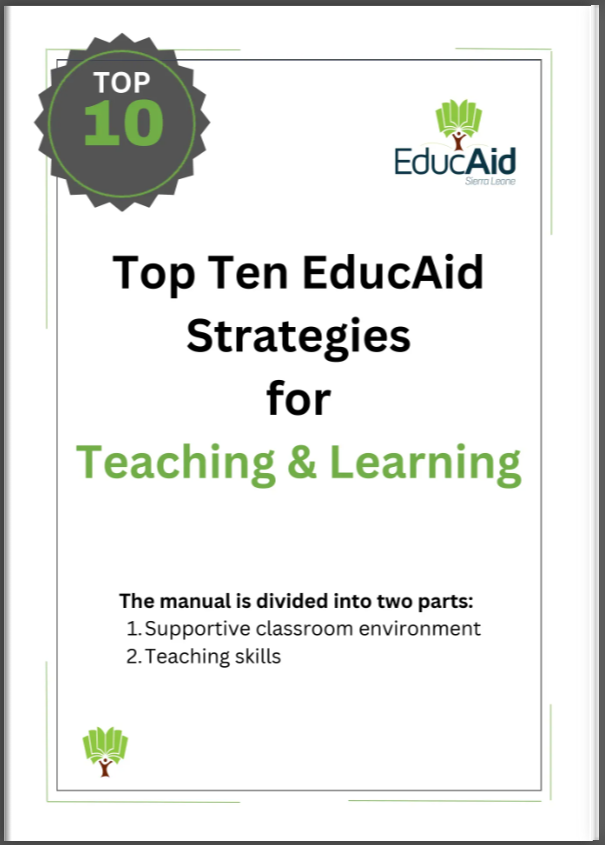 TOP
10
EducAid
Sierra Leone
Top Ten EducAid
Strategies
for
Teaching & Learning
The manual is divided into two parts:
1. Supportive classroom environment
2. Teaching skills